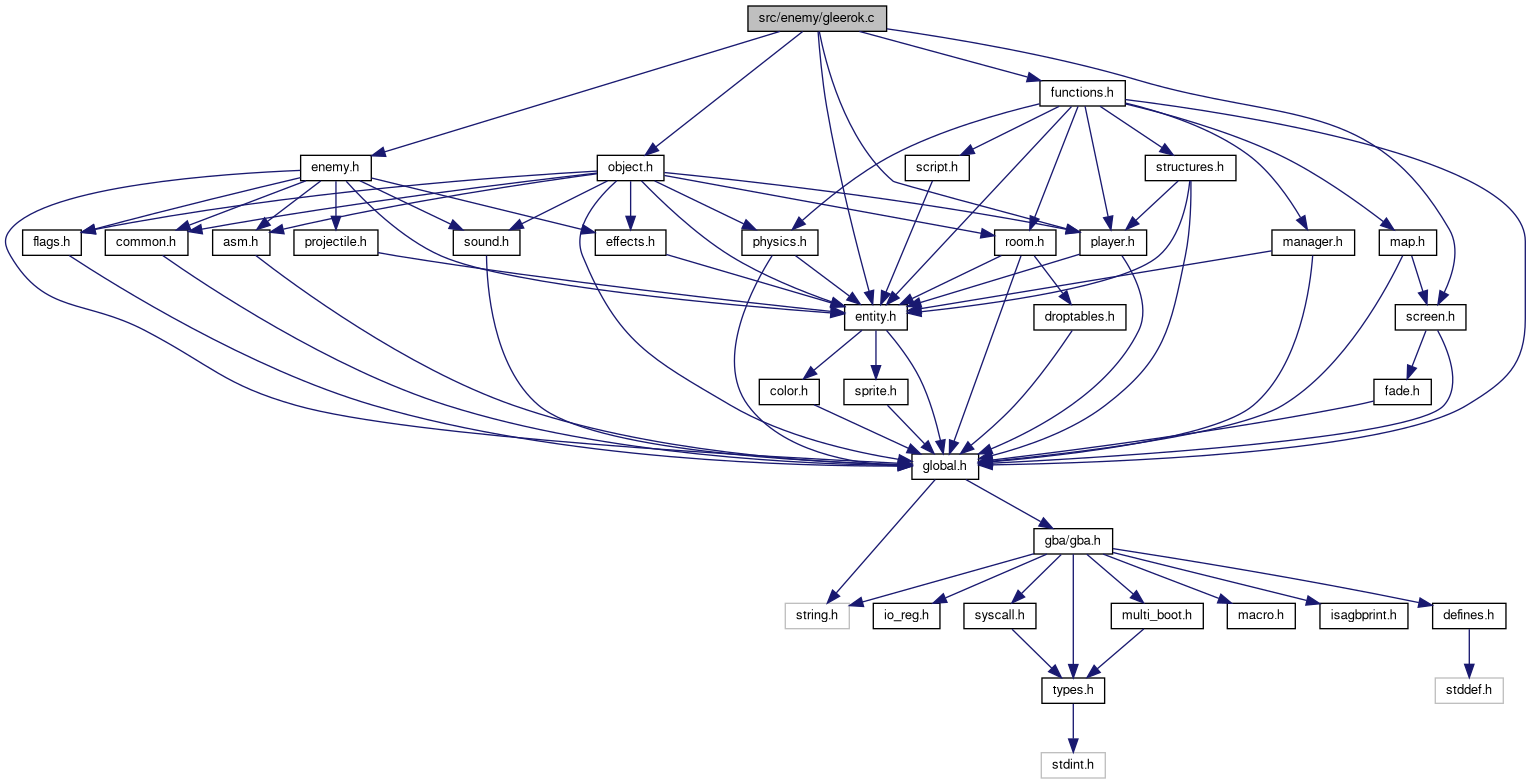 src/enemy/gleerok.c
functions.h
enemy.h
object.h
script.h
structures.h
flags.h
common.h
asm.h
projectile.h
sound.h
effects.h
physics.h
room.h
player.h
manager.h
map.h
entity.h
droptables.h
screen.h
color.h
sprite.h
fade.h
global.h
gba/gba.h
string.h
io_reg.h
syscall.h
multi_boot.h
macro.h
isagbprint.h
defines.h
types.h
stddef.h
stdint.h